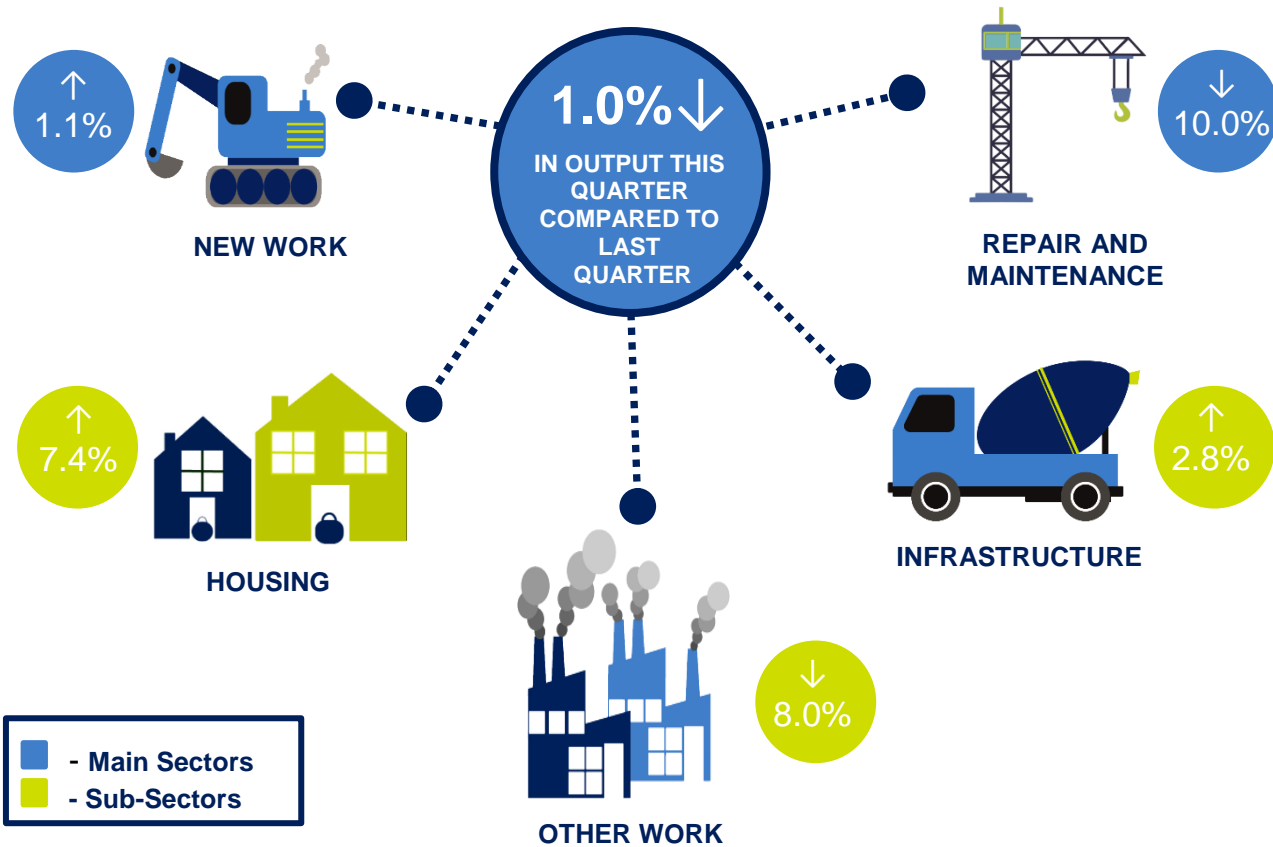 ↑
1.1%
NEW WORK
1.0% ↓
IN OUTPUT THIS
QUARTER
COMPARED TO
LAST
QUARTER
↓
10.0%
REPAIR AND
MAINTENANCE
↑
7.4%
HOUSING
↑
2.8%
INFRASTRUCTURE
↓
8.0%
OTHER WORK
- Main Sectors
- Sub-Sectors